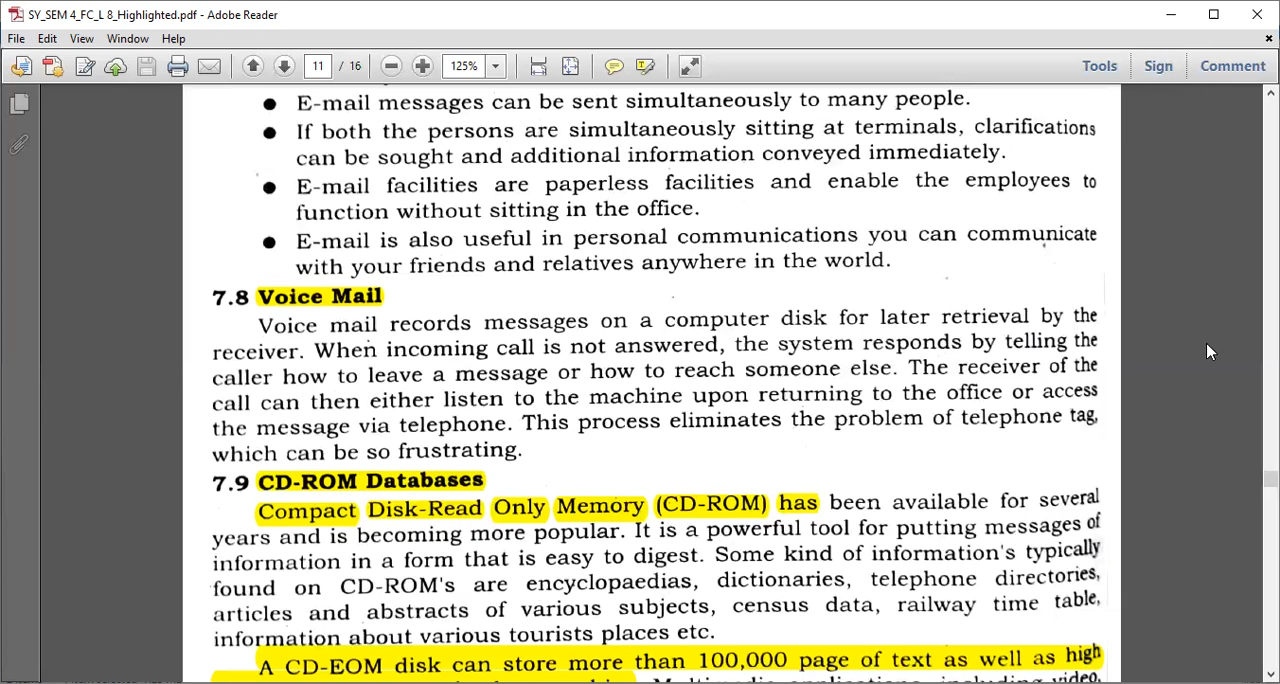 SY_SEM 4_FC_L 8_Highlighted.pdf - Adobe Reader
File Edit View Window Help
11 / 16 125% Tools Sign Comment
● E-mail messages can be sent simultaneously to many people.
● If both the persons are simultaneously sitting at terminals, clarifications
can be sought and additional information conveyed immediately.
● E-mail facilities are paperless facilities and enable the employees to
function without sitting in the office.
● E-mail is also useful in personal communications you can communicate
with your friends and relatives anywhere in the world.
7.8 Voice Mail
Voice mail records messages on a computer disk for later retrieval by the
receiver. When incoming call is not answered, the system responds by telling the
caller how to leave a message or how to reach someone else. The receiver of the
call can then either listen to the machine upon returning to the office or access
the message via telephone. This process eliminates the problem of telephone tag,
which can be so frustrating.
7.9 CD-ROM Databases
Compact Disk-Read Only Memory (CD-ROM) has been available for several
years and is becoming more popular. It is a powerful tool for putting messages of
information in a form that is easy to digest. Some kind of information's typically
found on CD-ROM's are encyclopaedias, dictionaries, telephone directories,
articles and abstracts of various subjects, census data, railway time table,
information about various tourists places etc.
A CD-EOM disk can store more than 100,000 page of text as well as high